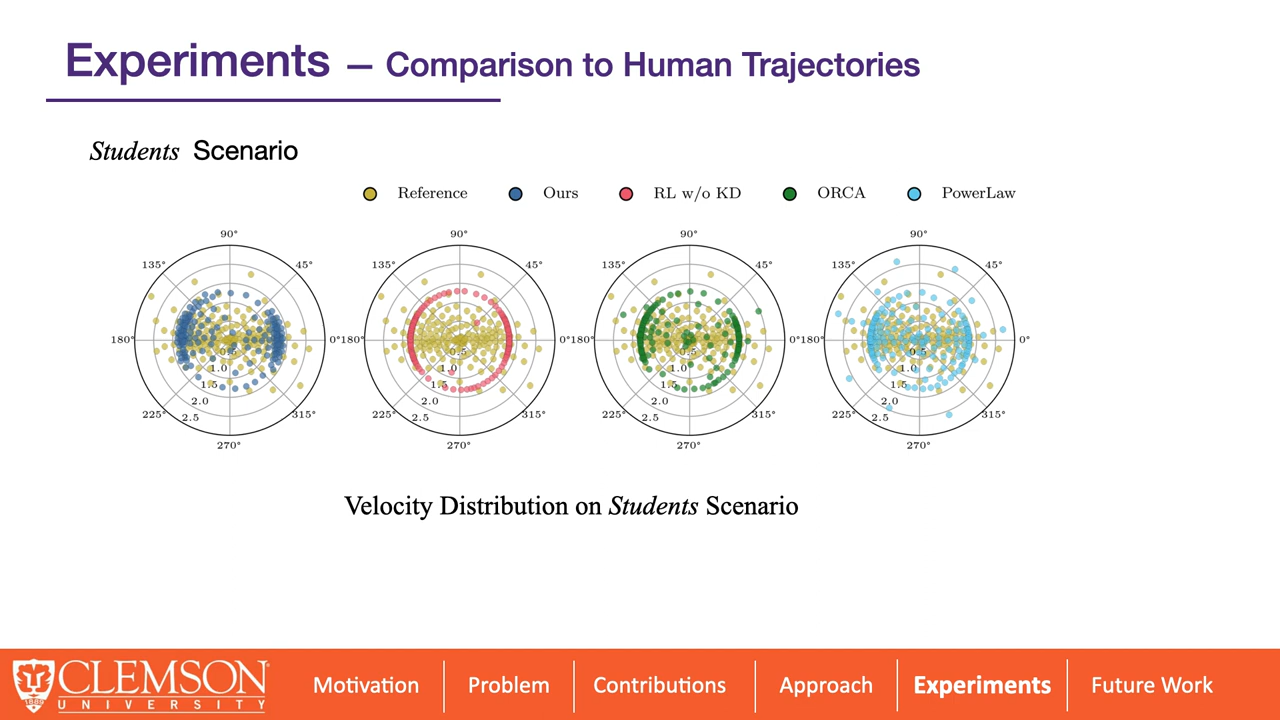 Experiments — Comparison to Human Trajectories
Students Scenario
Reference Ours RL w/o KD ORCA PowerLaw
90° 90° 90° 90°
135° 45° 135° 45° 135° 45° 135° 45°
180° 0° 180° 0° 180° 0° 180° 0°
0.5 0.5 0.5 0.5
1.0 1.0 1.0 1.0
1.5 1.5 1.5 1.5
2.0 2.0 2.0 2.0
225° 2.5 315° 225° 2.5 315° 225° 2.5 315° 225° 2.5 315°
270° 270° 270° 270°
Velocity Distribution on Students Scenario
CLEMSON
UNIVERSITY
Motivation Problem Contributions Approach Experiments Future Work